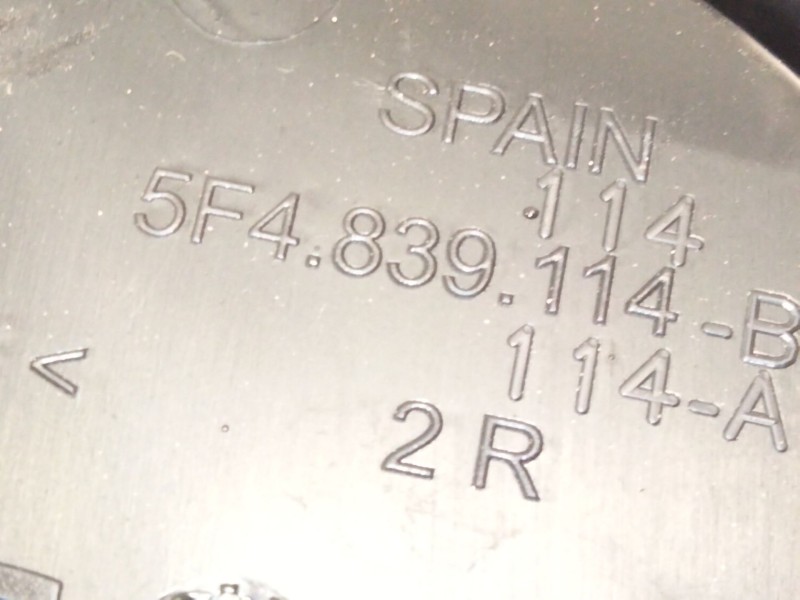 SPAIN
.114
5F4.839.114-B
114-A
2R
<